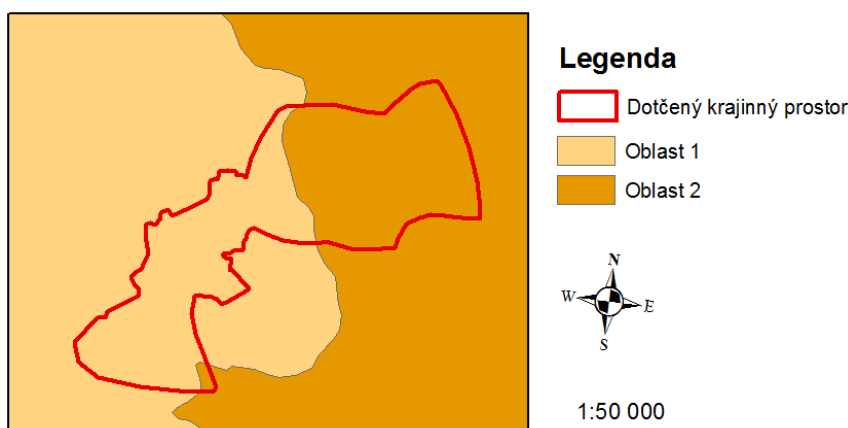 Legenda
Dotčený krajinný prostor
Oblast 1
Oblast 2
N
W E
S
1:50 000